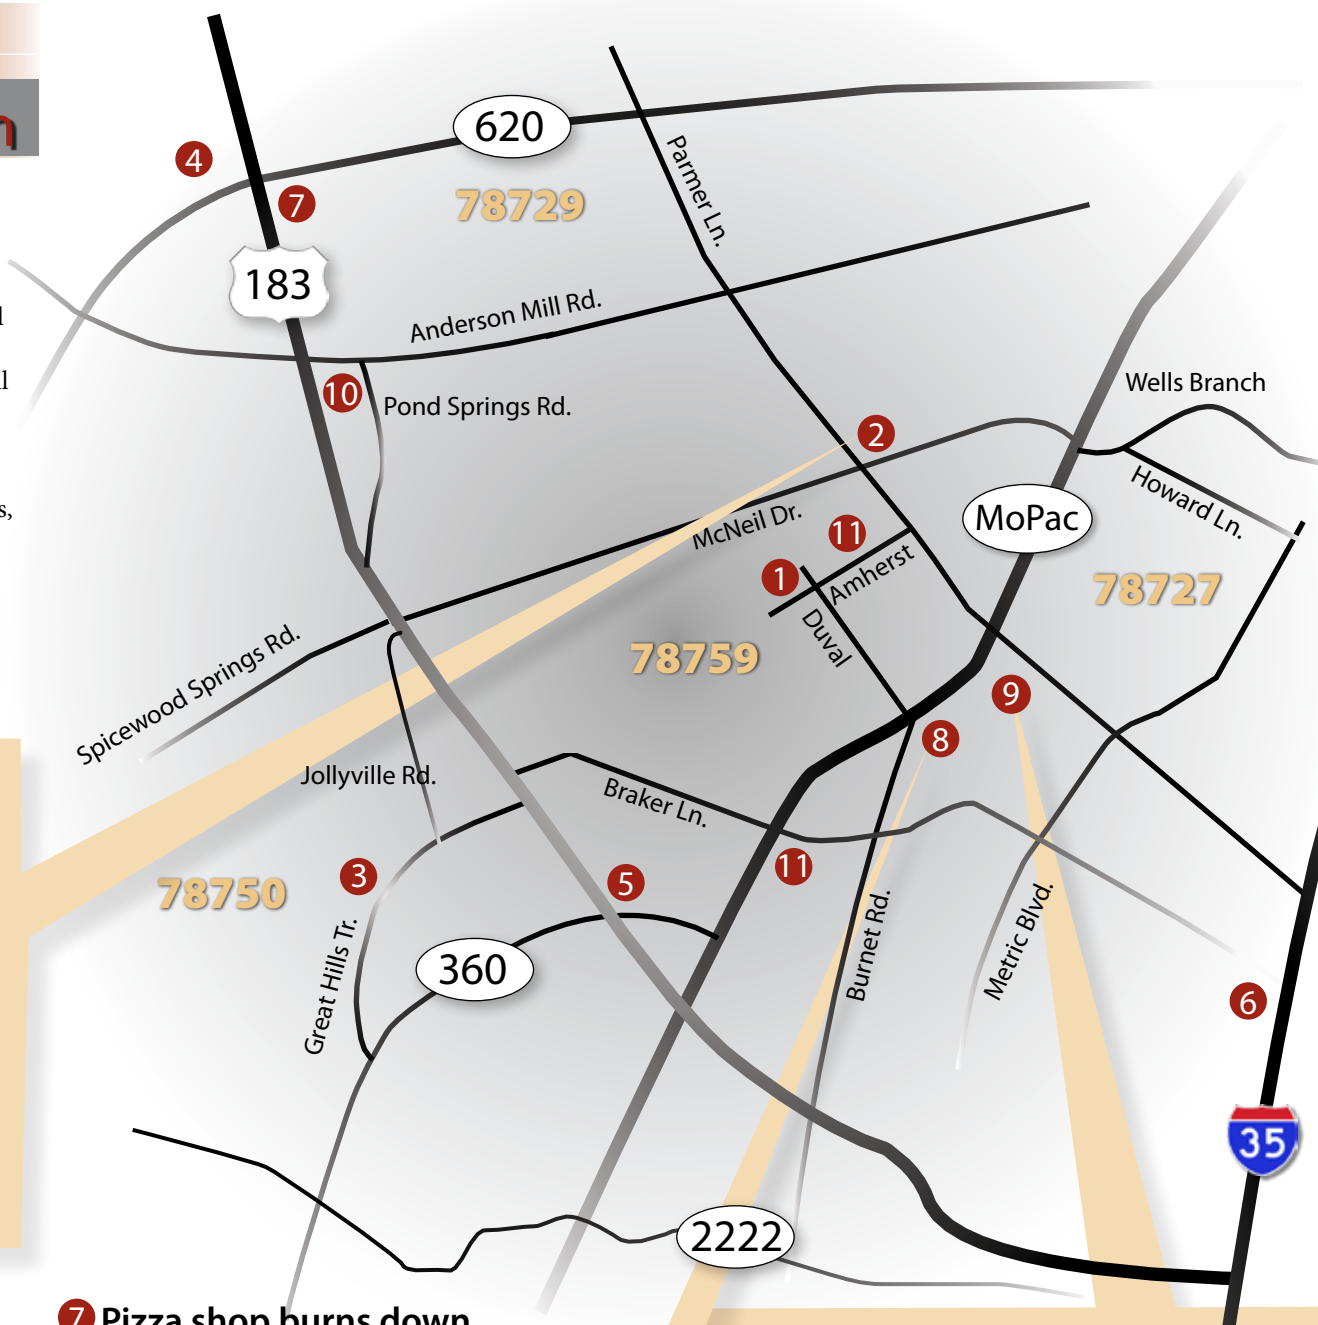 620
Parmer Ln.
4
7
78729
183
Anderson Mill Rd.
10
Pond Springs Rd.
Wells Branch
2
Howard Ln.
McNeil Dr.
11
MoPac
1
Amherst
78727
Duval
Spicewood Springs Rd.
78759
9
8
Jollyville Rd.
Braker Ln.
3
78750
5
11
Great Hills Tr.
360
Burnet Rd.
Metric Blvd.
6
35
2222
7 Pizza shop burns down